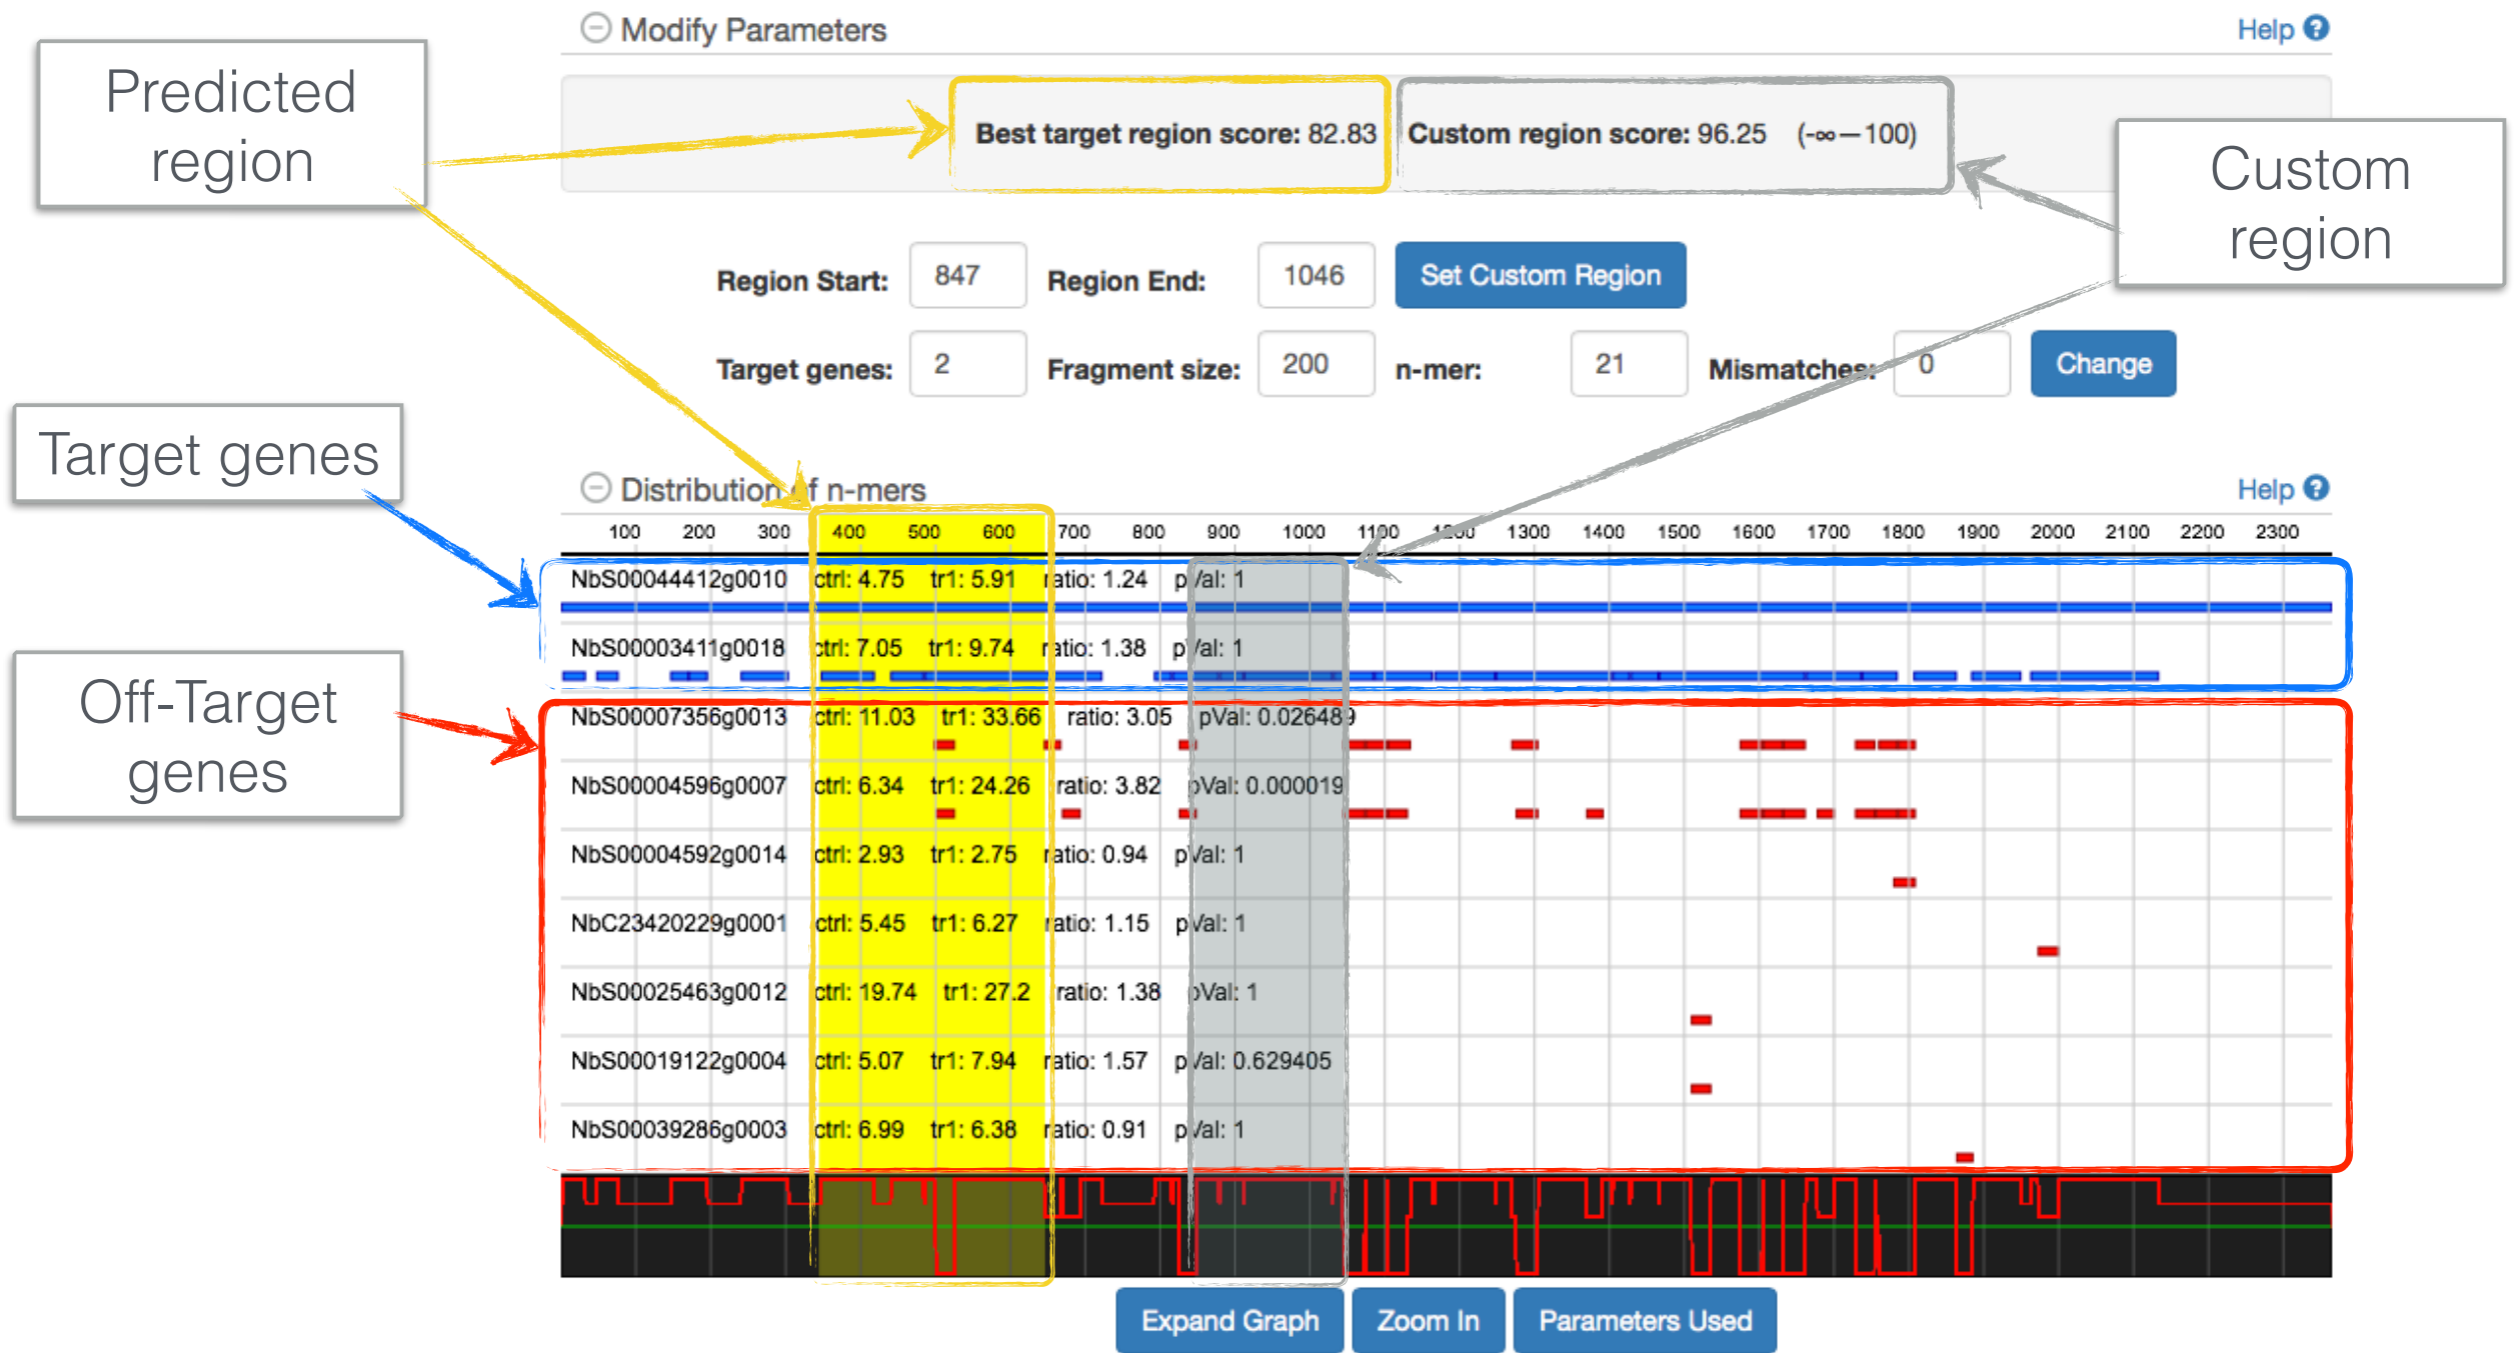 Modify Parameters
Help ?
Predicted
region
Best target region score: 82.83 Custom region score: 96.25 (-∞—100)
Custom
region
Region Start: 847 Region End: 1046 Set Custom Region
Target genes: 2 Fragment size: 200 n-mer: 21 Mismatches: 0 Change
Target genes
Distribution of n-mers
Help ?
100 200 300 400 500 600 700 800 900 1000 1100 1200 1300 1400 1500 1600 1700 1800 1900 2000 2100 2200 2300
NbS00044412g0010 ctrl: 4.75 tr1: 5.91 ratio: 1.24 pVal: 1
NbS00003411g0018 ctrl: 7.05 tr1: 9.74 ratio: 1.38 pVal: 1
Off-Target
genes
NbS00007356g0013 ctrl: 11.03 tr1: 33.66 ratio: 3.05 pVal: 0.026489
NbS00004596g0007 ctrl: 6.34 tr1: 24.26 ratio: 3.82 pVal: 0.000019
NbS00004592g0014 ctrl: 2.93 tr1: 2.75 ratio: 0.94 pVal: 1
NbC23420229g0001 ctrl: 5.45 tr1: 6.27 ratio: 1.15 pVal: 1
NbS00025463g0012 ctrl: 19.74 tr1: 27.2 ratio: 1.38 pVal: 1
NbS00019122g0004 ctrl: 5.07 tr1: 7.94 ratio: 1.57 pVal: 0.629405
NbS00039286g0003 ctrl: 6.99 tr1: 6.38 ratio: 0.91 pVal: 1
Expand Graph Zoom In Parameters Used